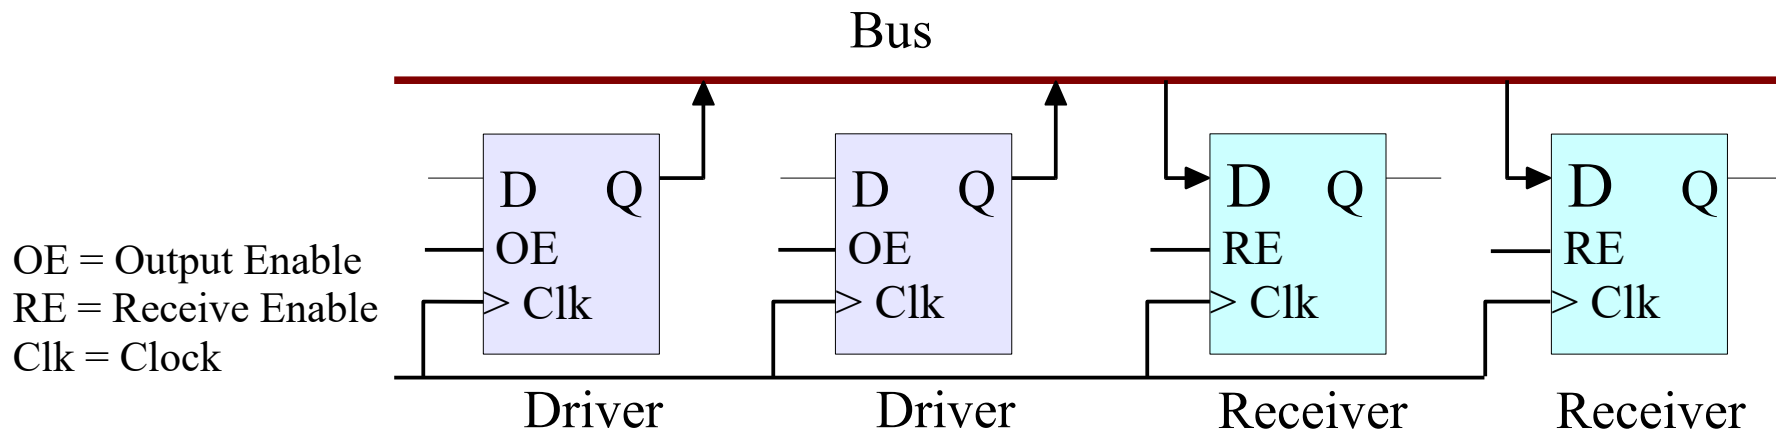 Bus
D Q D Q D Q D Q
OE OE RE RE
> Clk > Clk > Clk > Clk
OE = Output Enable
RE = Receive Enable
Clk = Clock
Driver Driver Receiver Receiver